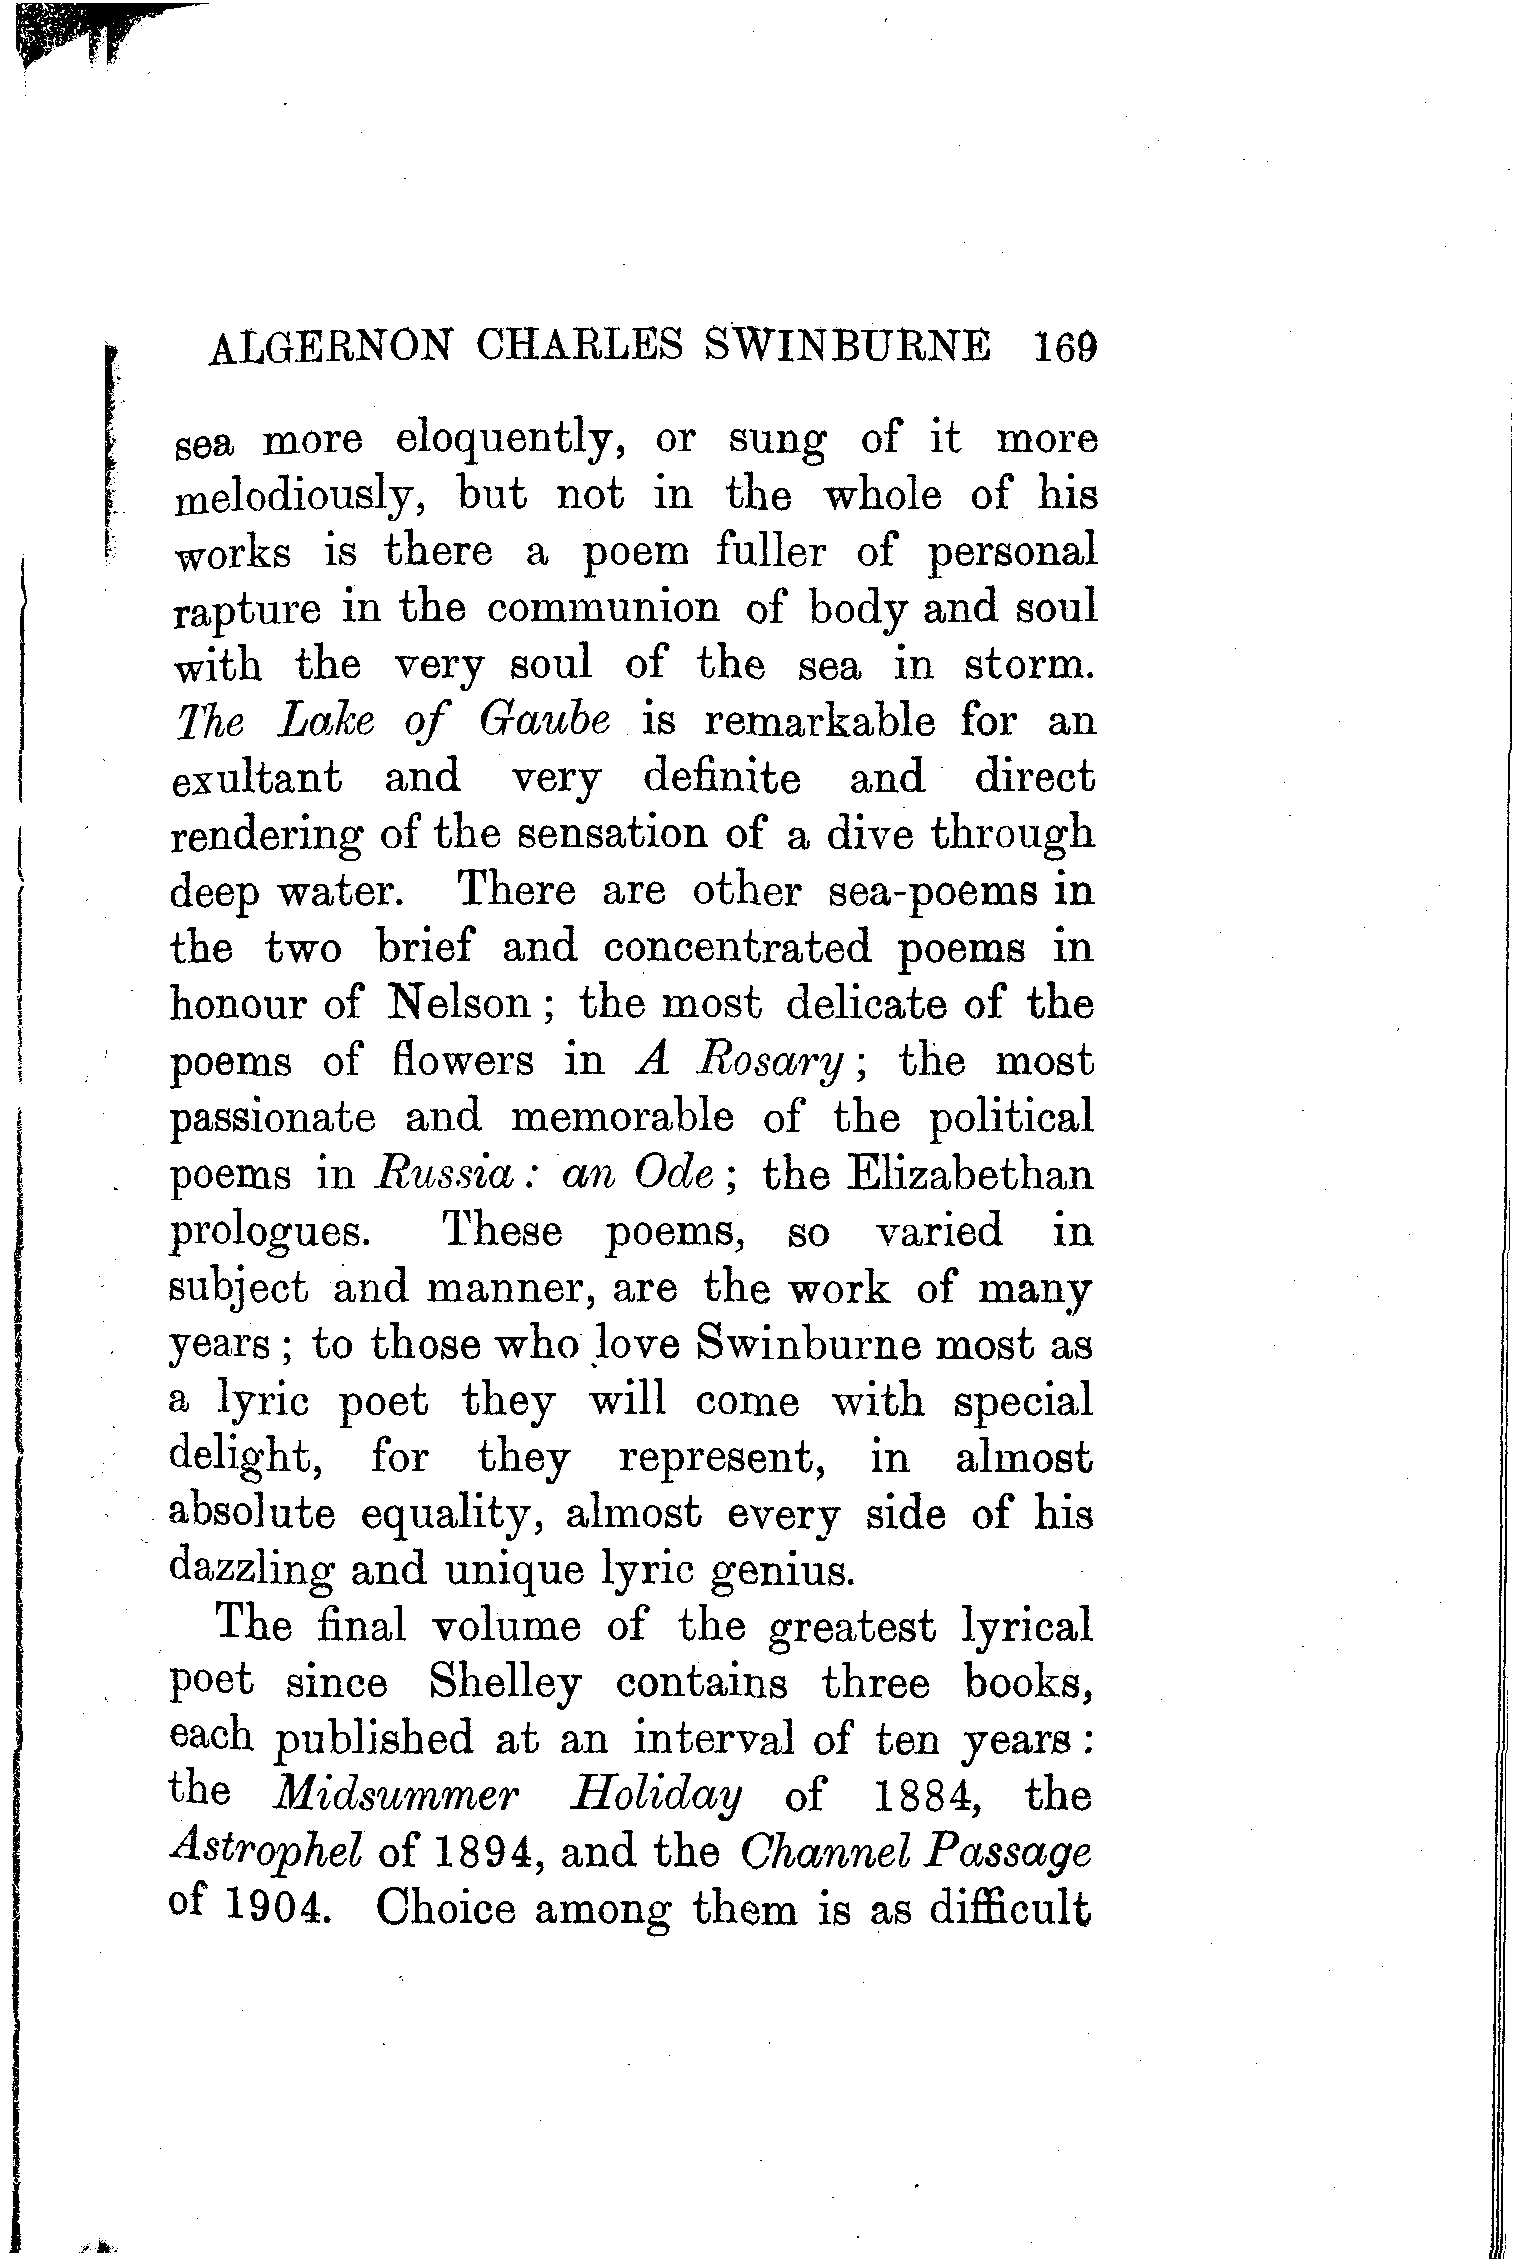 ALGERNON CHARLES SWINBURNE 169
sea more eloquently, or sung of it more
melodiously, but not in the whole of his
works is there a poem fuller of personal
rapture in the communion of body and soul
with the very soul of the sea in storm.
The Lake of Gaube is remarkable for an
exultant and very definite and direct
rendering of the sensation of a dive through
deep water. There are other sea-poems in
the two brief and concentrated poems in
honour of Nelson; the most delicate of the
poems of flowers in A Rosary; the most
passionate and memorable of the political
poems in Russia: an Ode; the Elizabethan
prologues. These poems, so varied in
subject and manner, are the work of many
years; to those who love Swinburne most as
a lyric poet they will come with special
delight, for they represent, in almost
absolute equality, almost every side of his
dazzling and unique lyric genius.
The final volume of the greatest lyrical
poet since Shelley contains three books,
each published at an interval of ten years:
the Midsummer Holiday of 1884, the
Astrophel of 1894, and the Channel Passage
of 1904. Choice among them is as difficult